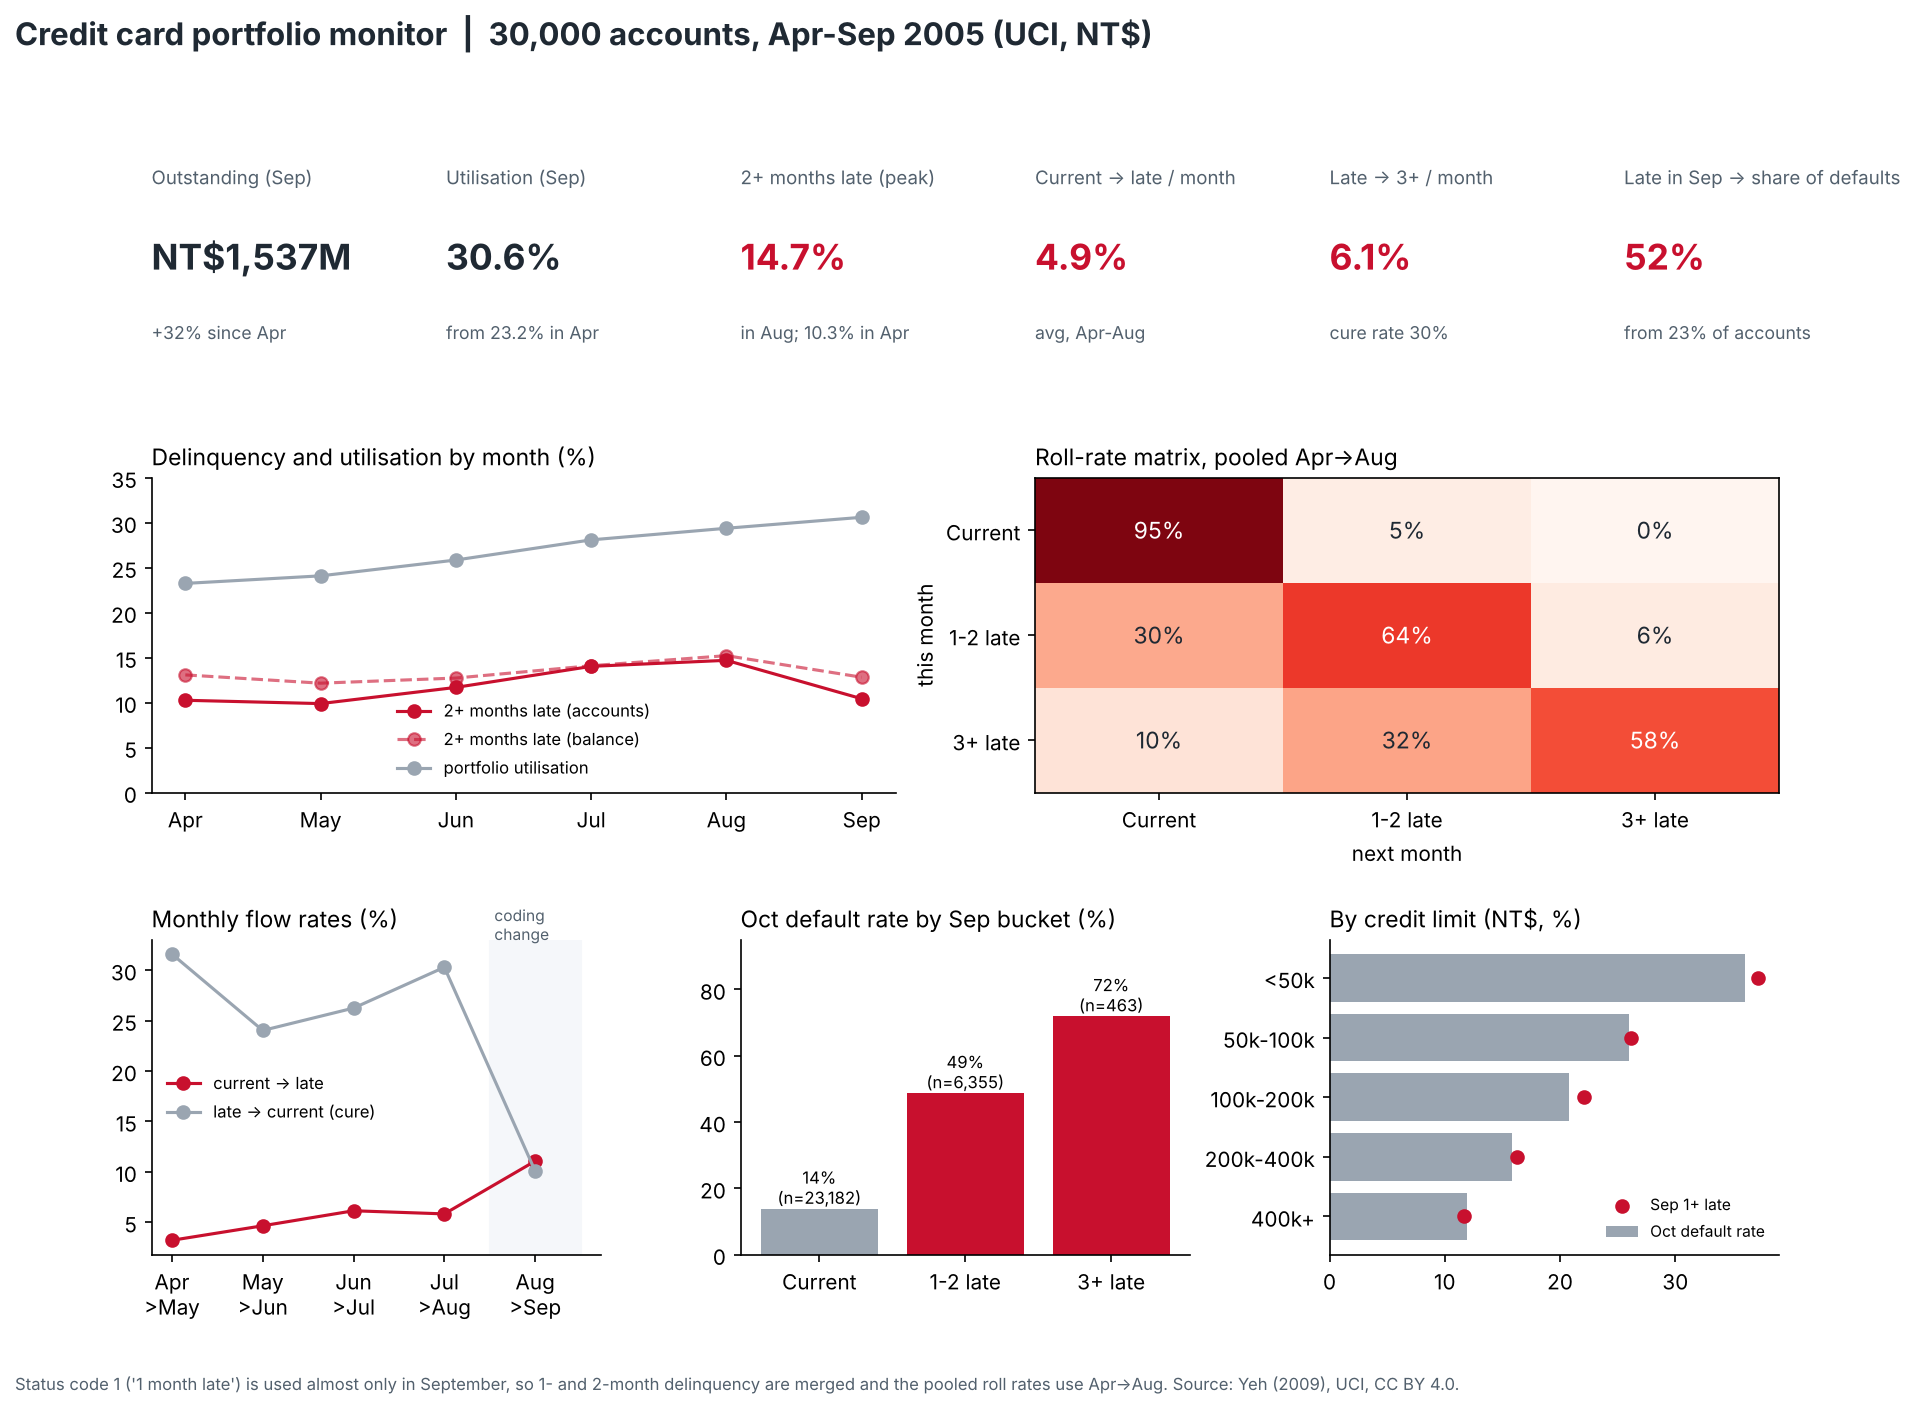 Credit card portfolio monitor | 30,000 accounts, Apr-Sep 2005 (UCI, NT$)
Outstanding (Sep)
NT$1,537M
+32% since Apr
Utilisation (Sep)
30.6%
from 23.2% in Apr
2+ months late (peak)
14.7%
in Aug; 10.3% in Apr
Current → late / month
4.9%
avg, Apr-Aug
Late → 3+ / month
6.1%
cure rate 30%
Late in Sep → share of defaults
52%
from 23% of accounts
Delinquency and utilisation by month (%)
35
30
25
20
15
10
5
0
2+ months late (accounts)
2+ months late (balance)
portfolio utilisation
Apr May Jun Jul Aug Sep
Roll-rate matrix, pooled Apr→Aug
this month
Current 95% 5% 0%
1-2 late 30% 64% 6%
3+ late 10% 32% 58%
Current 1-2 late 3+ late
next month
Monthly flow rates (%)
coding
change
30
25
20
15
10
5
current → late
late → current (cure)
Apr May Jun Jul Aug
>May >Jun >Jul >Aug >Sep
Oct default rate by Sep bucket (%)
80
60
40
20
0
14%
(n=23,182)
49%
(n=6,355)
72%
(n=463)
Current 1-2 late 3+ late
By credit limit (NT$, %)
<50k
50k-100k
100k-200k
200k-400k
400k+
Sep 1+ late
Oct default rate
0 10 20 30
Status code 1 ('1 month late') is used almost only in September, so 1- and 2-month delinquency are merged and the pooled roll rates use Apr→Aug. Source: Yeh (2009), UCI, CC BY 4.0.